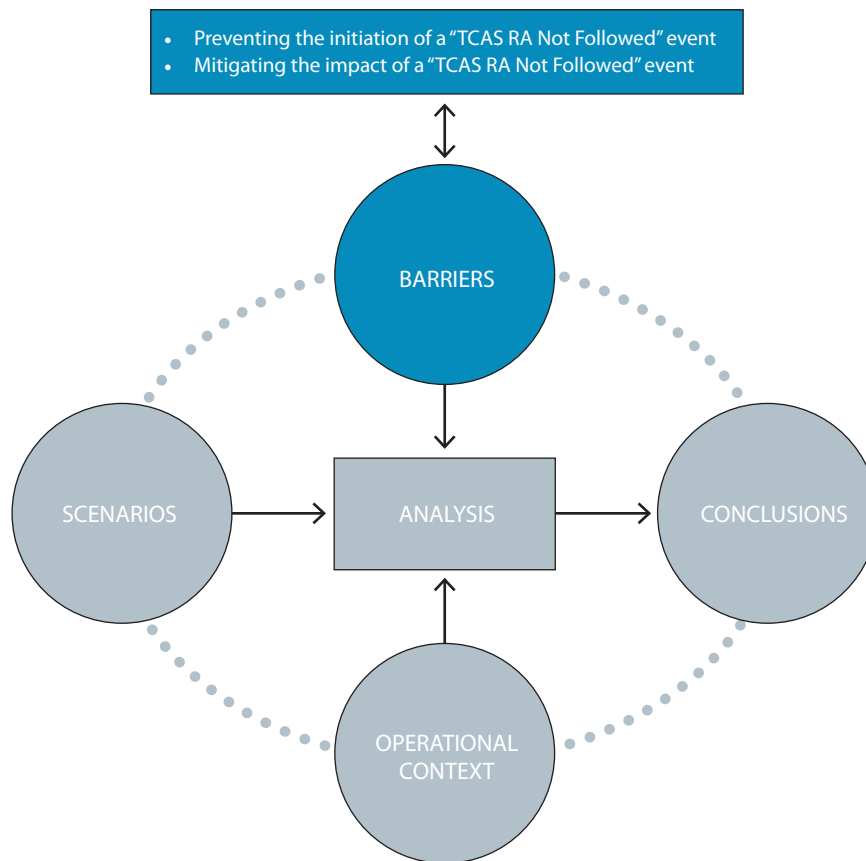 • Preventing the initiation of a “TCAS RA Not Followed” event
• Mitigating the impact of a “TCAS RA Not Followed” event
BARRIERS
SCENARIOS
ANALYSIS
CONCLUSIONS
OPERATIONAL
CONTEXT